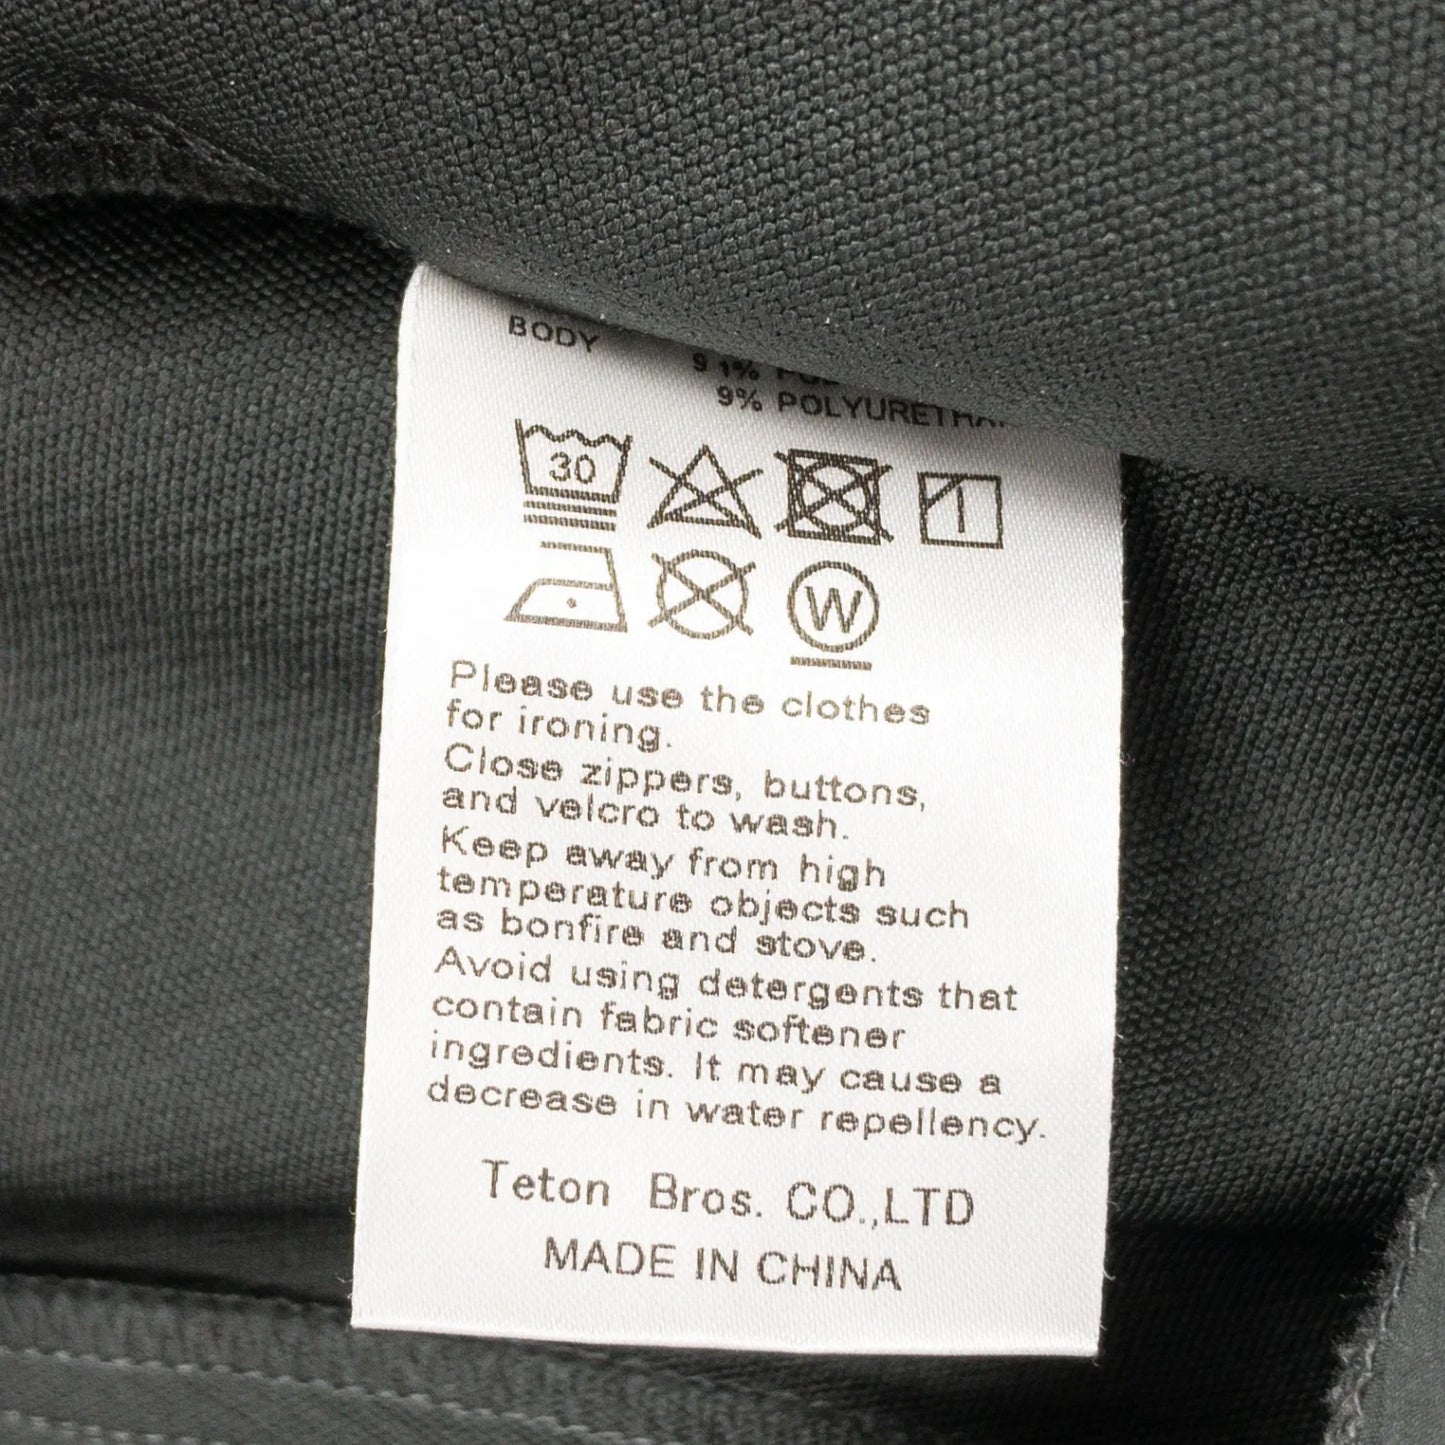 BODY 91%
9% POLYURETHAN
30
W
Please use the clothes
for ironing.
Close zippers, buttons,
and velcro to wash.
Keep away from high
temperature objects such
as bonfire and stove.
Avoid using detergents that
contain fabric softener
ingredients. It may cause a
decrease in water repellency.
Teton Bros. CO.,LTD
MADE IN CHINA